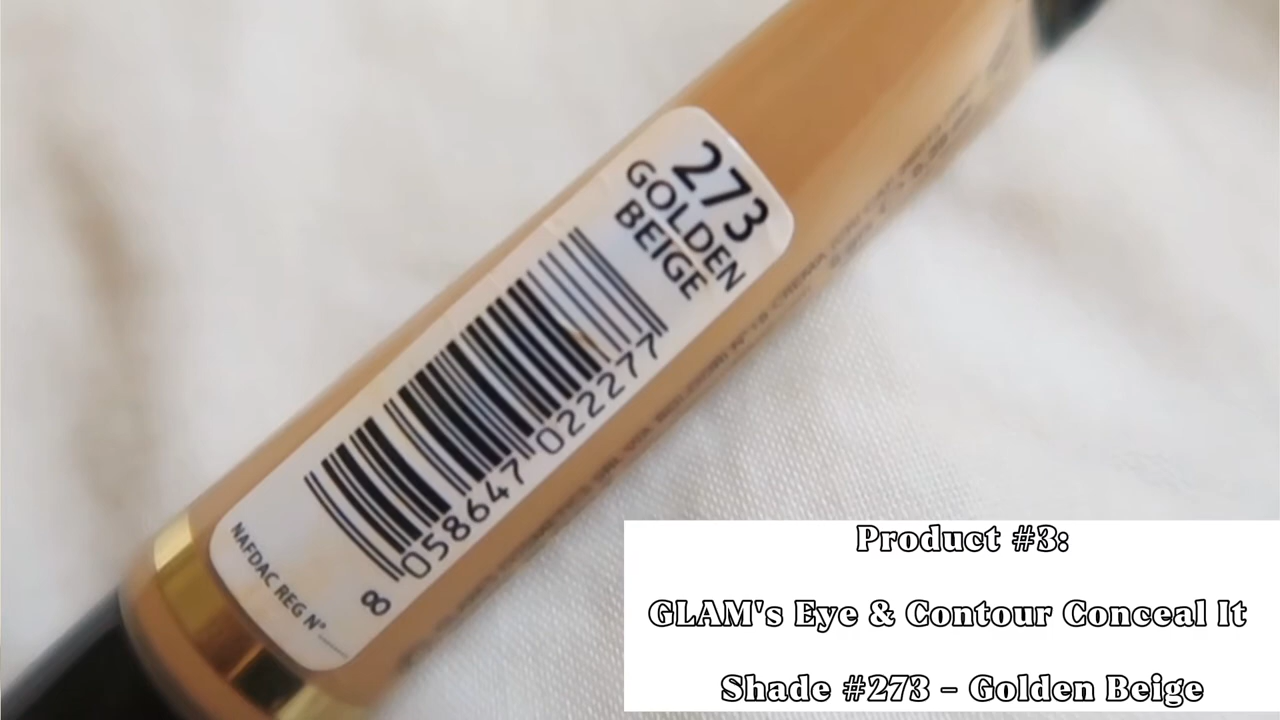 273
GOLDEN
BEIGE
8 058647 022277
NAFDAC REG N°
Product #3:
GLAM's Eye & Contour Conceal It
Shade #273 – Golden Beige